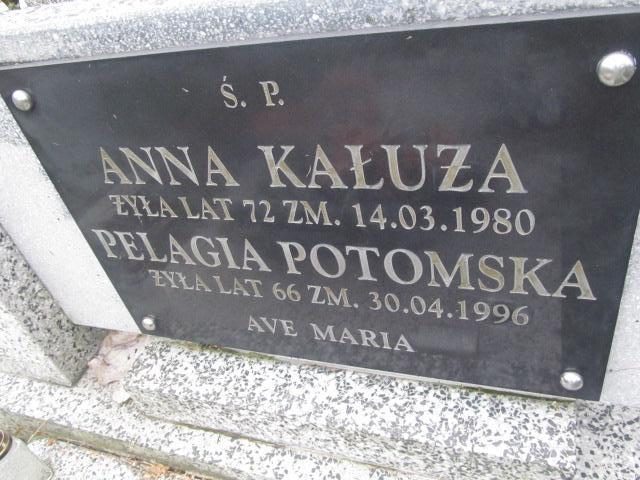 Ś. P.
ANNA KAŁUŻA
ŻYŁA LAT 72 ZM. 14.03.1980
PELAGIA POTOMSKA
ŻYŁA LAT 66 ZM. 30.04.1996
AVE MARIA